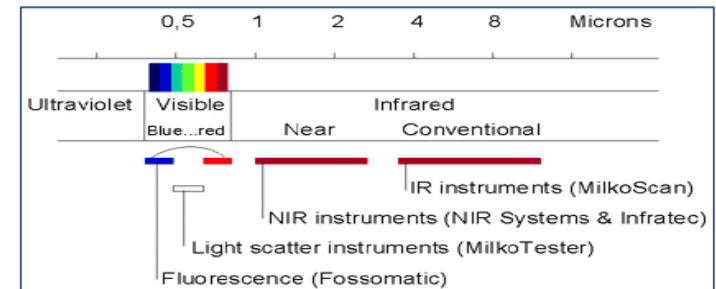 0,5 1 2 4 8 Microns
Ultraviolet Visible Infrared
Blue...red Near Conventional
IR instruments (MilkoScan)
NIR instruments (NIR Systems & Infratec)
Light scatter instruments (MilkoTester)
Fluorescence (Fossomatic)